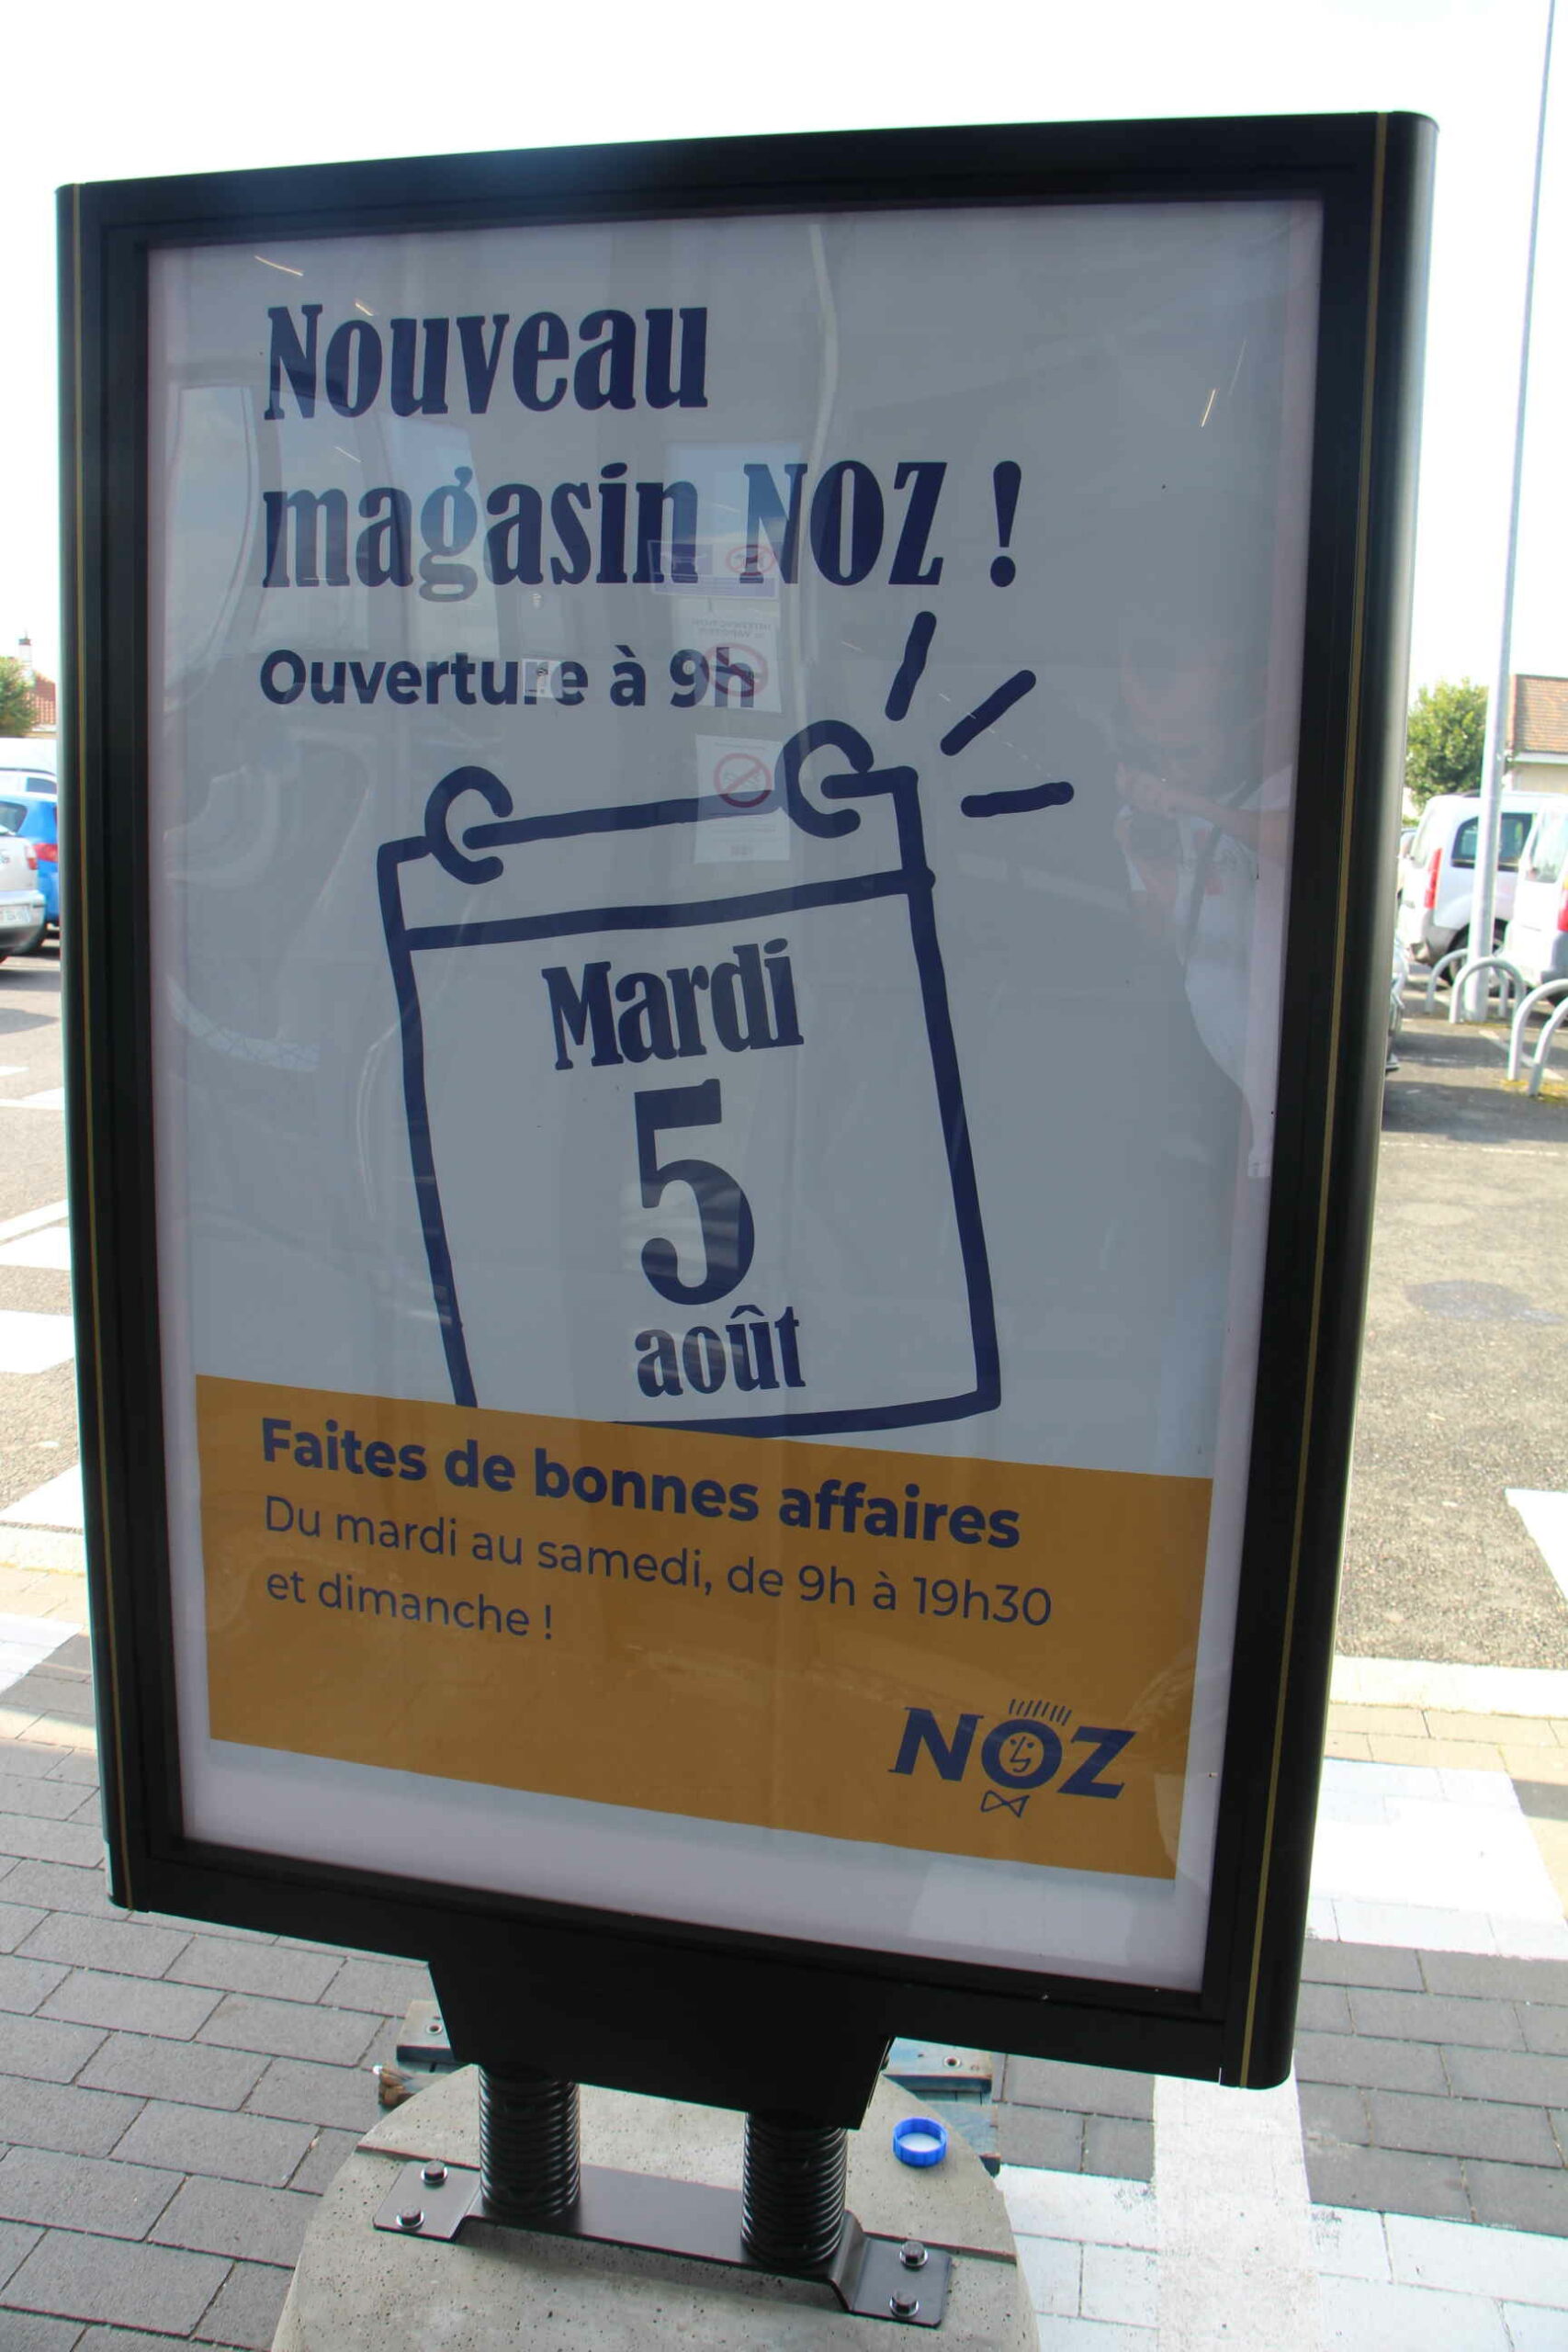 Nouveau
magasin NOZ !
Ouverture à 9h
Mardi
5
août
Faites de bonnes affaires
Du mardi au samedi, de 9h à 19h30
et dimanche !
NOZ